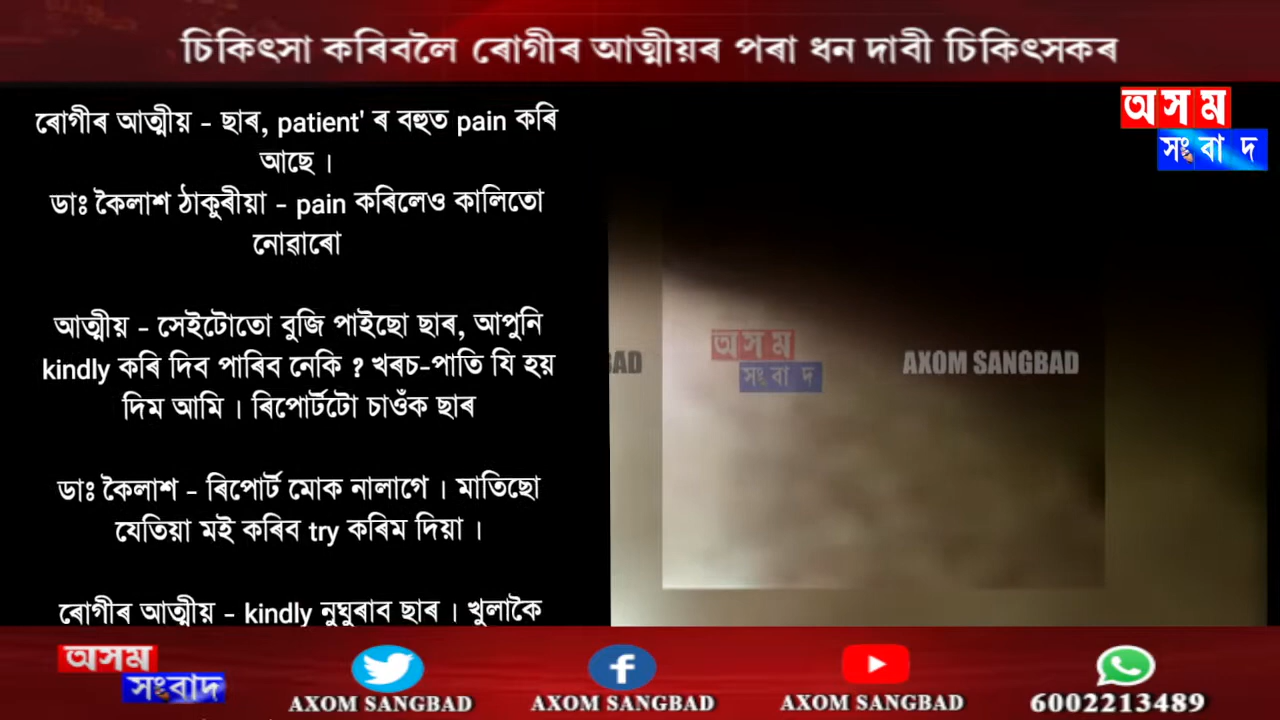 চিকিৎসা কৰিবলৈ ৰোগীৰ আত্মীয়ৰ পৰা ধন দাবী চিকিৎসকৰ
অসম
সংবাদ
ৰোগীৰ আত্মীয় - ছাৰ, patient' ৰ বহুত pain কৰি
আছে ।
ডাঃ কৈলাশ ঠাকুৰীয়া - pain কৰিলেও কালিতো
নোৱাৰো
আত্মীয় - সেইটোতো বুজি পাইছো ছাৰ, আপুনি
kindly কৰি দিব পাৰিব নেকি ? খৰচ-পাতি যি হয়
দিম আমি । ৰিপোৰ্টটো চাওঁক ছাৰ
ডাঃ কৈলাশ - ৰিপোৰ্ট মোক নালাগে । মাতিছো
যেতিয়া মই কৰিব try কৰিম দিয়া ।
ৰোগীৰ আত্মীয় - kindly নুঘুৰাব ছাৰ । খুলাকৈ
অসম
সংবাদ
BAD
AXOM SANGBAD
অসম
সংবাদ
AXOM SANGBAD
AXOM SANGBAD
AXOM SANGBAD
6002213489